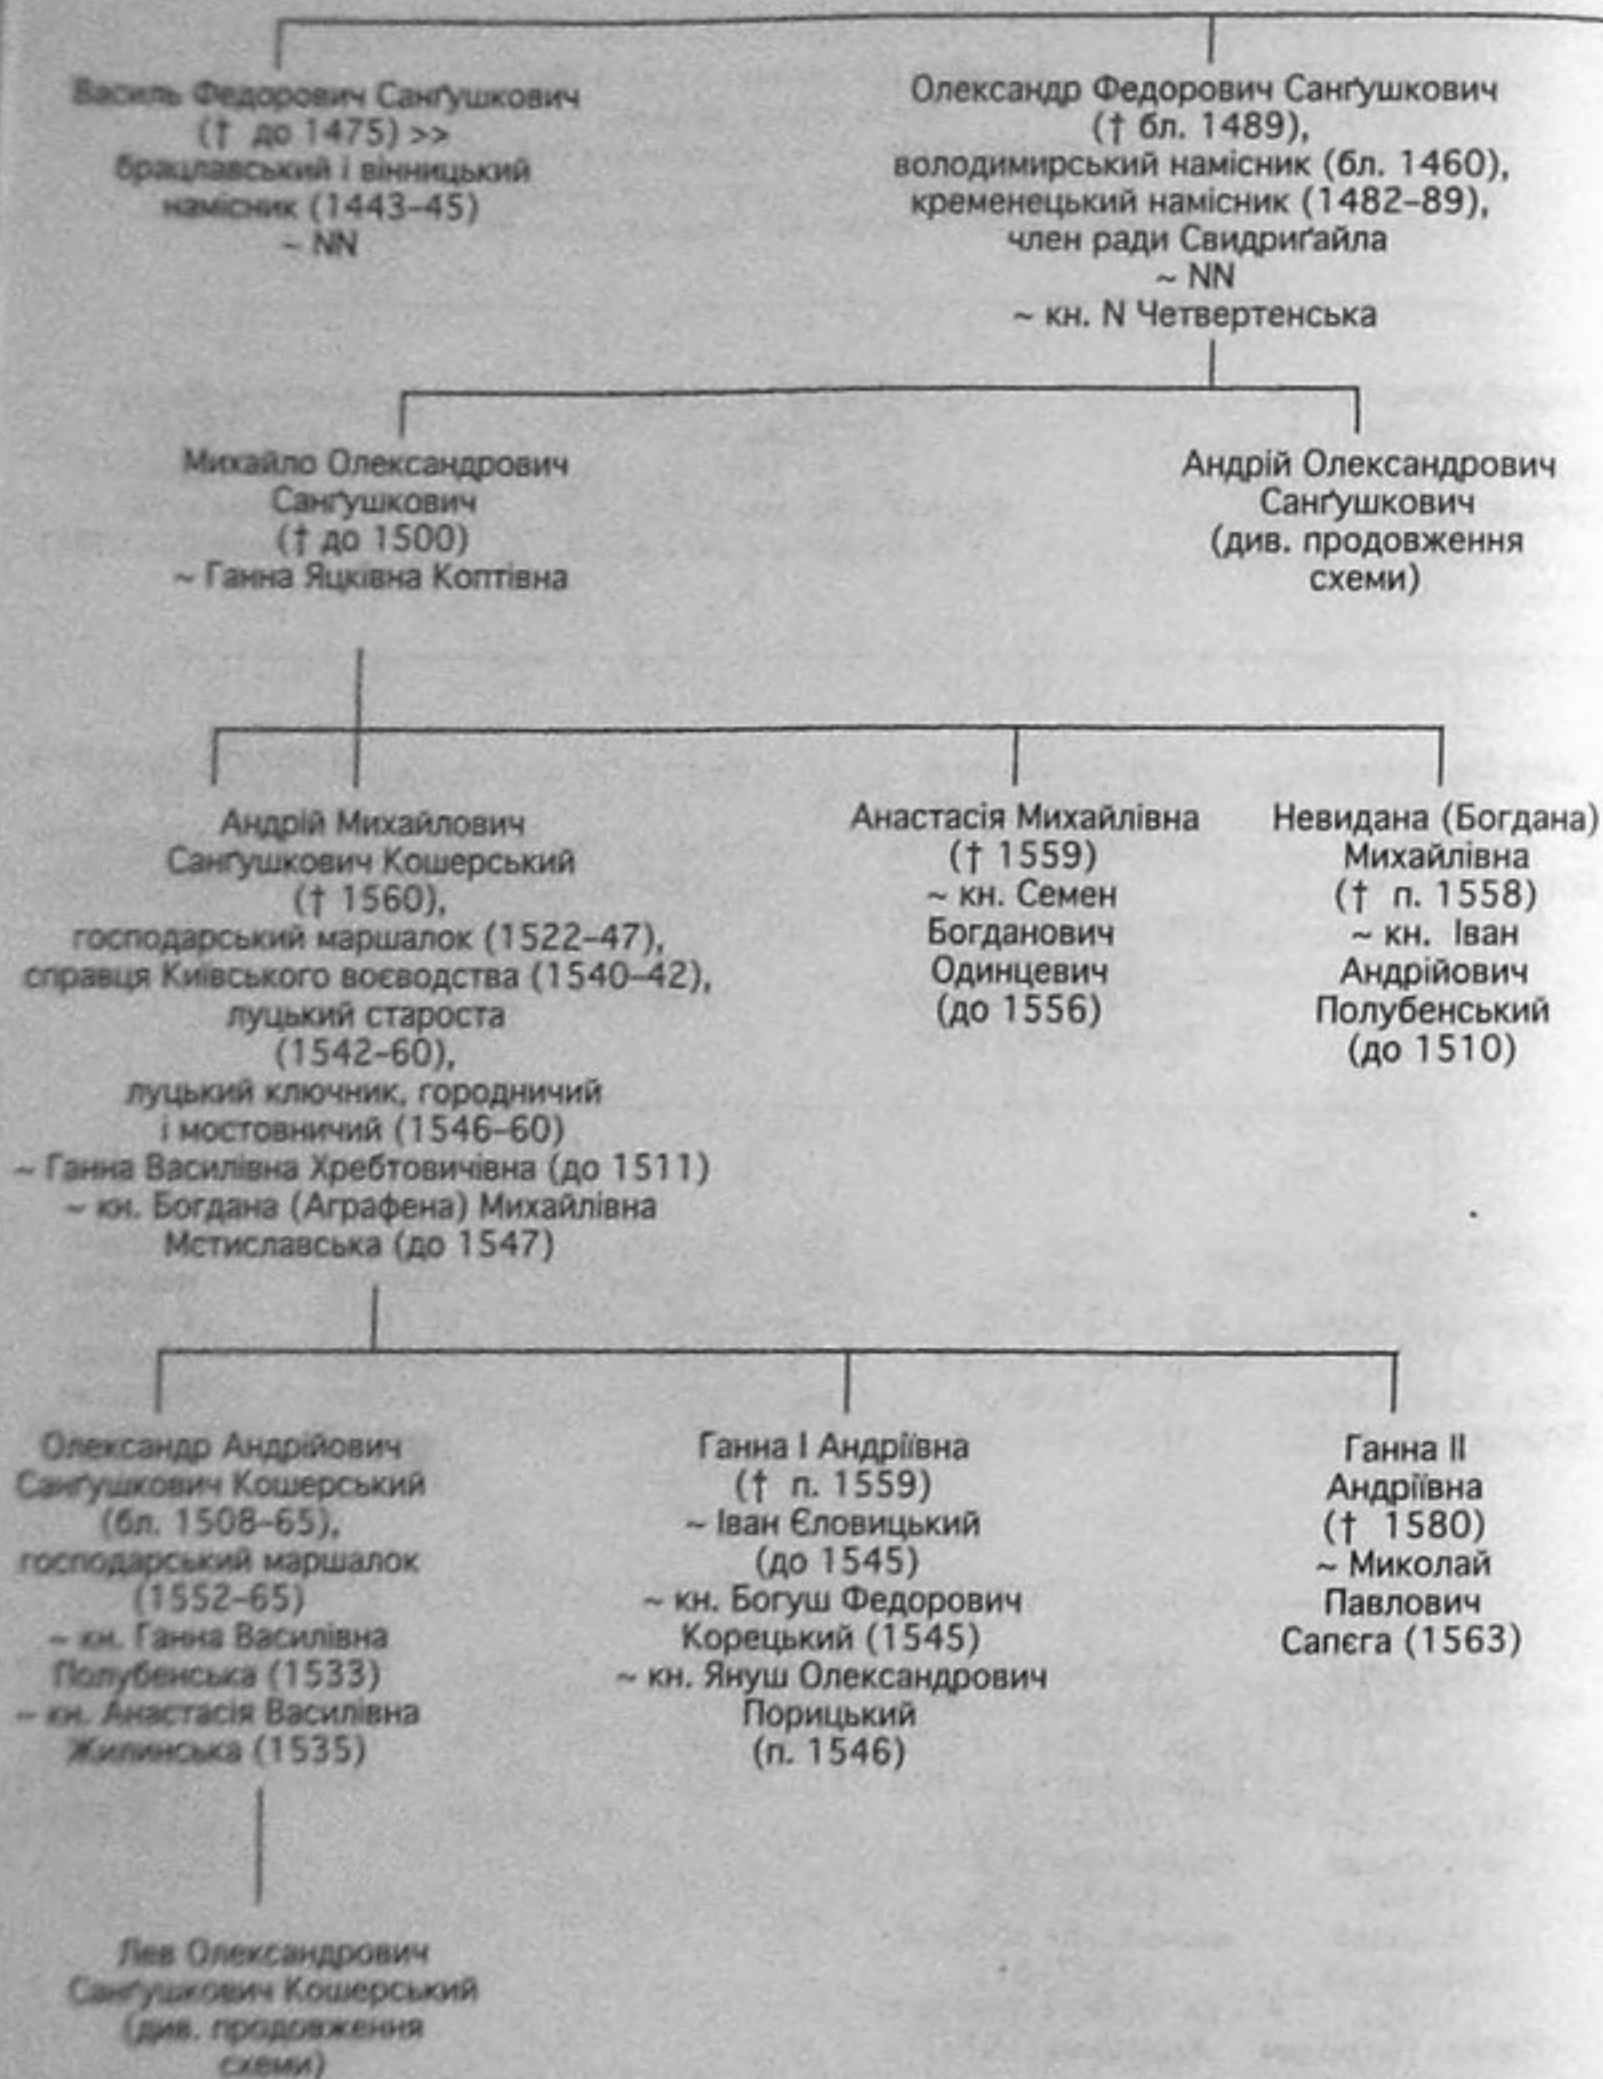 Василь Федорович Санґушкович
(† до 1475) >>
брацлавський і вінницький
намісник (1443–45)
~ NN
Олександр Федорович Санґушкович
(† бл. 1489),
володимирський намісник (бл. 1460),
кременецький намісник (1482–89),
член ради Свидриґайла
~ NN
~ кн. N Четвертенська
Михайло Олександрович
Санґушкович
(† до 1500)
~ Ганна Яцківна Коптівна
Андрій Олександрович
Санґушкович
(див. продовження
схеми)
Андрій Михайлович
Санґушкович Кошерський
(† 1560),
господарський маршалок (1522–47),
справця Київського воєводства (1540–42),
луцький староста
(1542–60),
луцький ключник, городничий
і мостовничий (1546–60)
~ Ганна Василівна Хребтовичівна (до 1511)
~ кн. Богдана (Аграфена) Михайлівна
Мстиславська (до 1547)
Анастасія Михайлівна
(† 1559)
~ кн. Семен
Богданович
Одинцевич
(до 1556)
Невидана (Богдана)
Михайлівна
(† п. 1558)
~ кн. Іван
Андрійович
Полубенський
(до 1510)
Олександр Андрійович
Санґушкович Кошерський
(бл. 1508–65),
господарський маршалок
(1552–65)
~ кн. Ганна Василівна
Полубенська (1533)
~ кн. Анастасія Василівна
Жилинська (1535)
Ганна І Андріївна
(† п. 1559)
~ Іван Єловицький
(до 1545)
~ кн. Богуш Федорович
Корецький (1545)
~ кн. Януш Олександрович
Порицький
(п. 1546)
Ганна ІІ
Андріївна
(† 1580)
~ Миколай
Павлович
Сапєга (1563)
Лев Олександрович
Санґушкович Кошерський
(див. продовження
схеми)